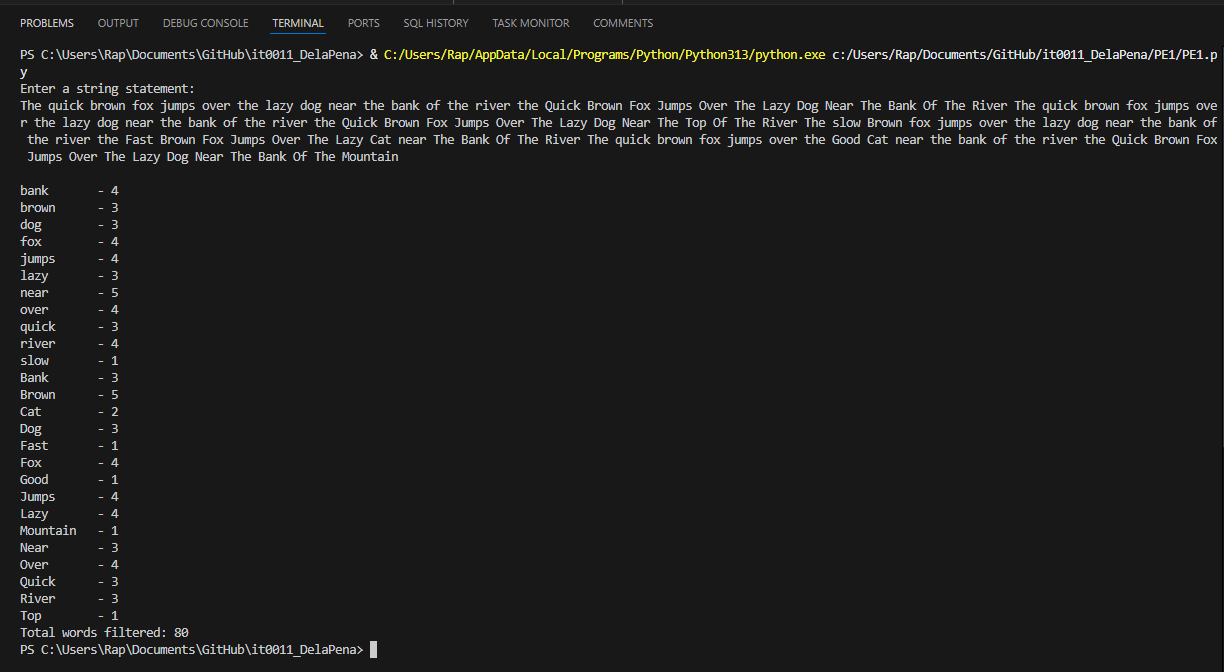 PROBLEMS OUTPUT DEBUG CONSOLE TERMINAL PORTS SQL HISTORY TASK MONITOR COMMENTS
PS C:\Users\Rap\Documents\GitHub\it0011_DelaPena> & C:/Users/Rap/AppData/Local/Programs/Python/Python313/python.exe c:/Users/Rap/Documents/GitHub/it0011_DelaPena/PE1/PE1.p
y
Enter a string statement:
The quick brown fox jumps over the lazy dog near the bank of the river the Quick Brown Fox Jumps Over The Lazy Dog Near The Bank Of The River The quick brown fox jumps ove
r the lazy dog near the bank of the river the Quick Brown Fox Jumps Over The Lazy Dog Near The Top Of The River The slow Brown fox jumps over the lazy dog near the bank of
the river the Fast Brown Fox Jumps Over The Lazy Cat near The Bank Of The River The quick brown fox jumps over the Good Cat near the bank of the river the Quick Brown Fox
Jumps Over The Lazy Dog Near The Bank Of The Mountain
bank - 4
brown - 3
dog - 3
fox - 4
jumps - 4
lazy - 3
near - 5
over - 4
quick - 3
river - 4
slow - 1
Bank - 3
Brown - 5
Cat - 2
Dog - 3
Fast - 1
Fox - 4
Good - 1
Jumps - 4
Lazy - 4
Mountain - 1
Near - 3
Over - 4
Quick - 3
River - 3
Top - 1
Total words filtered: 80
PS C:\Users\Rap\Documents\GitHub\it0011_DelaPena>